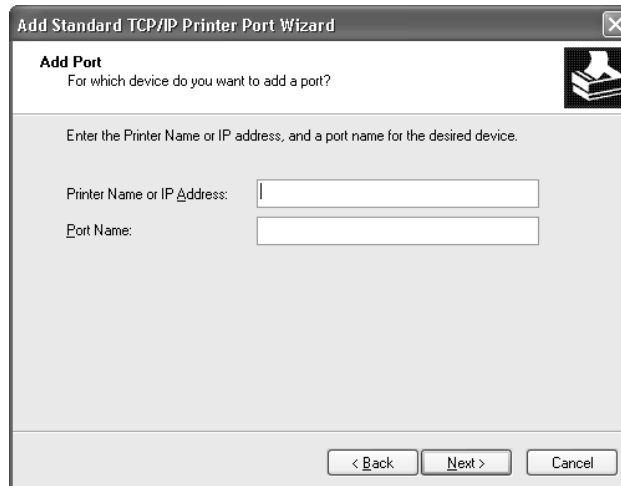 Add Standard TCP/IP Printer Port Wizard
Add Port
For which device do you want to add a port?
Enter the Printer Name or IP address, and a port name for the desired device.
Printer Name or IP Address:
Port Name:
< Back
Next >
Cancel